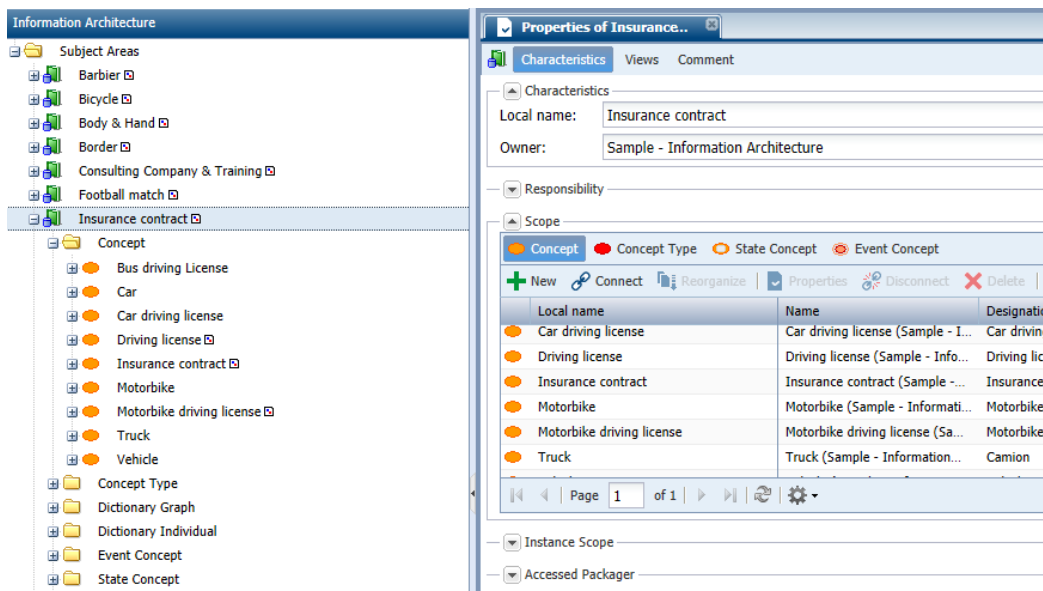 Information Architecture
Subject Areas
Barbier
Bicycle
Body & Hand
Border
Consulting Company & Training
Football match
Insurance contract
Concept
Bus driving License
Car
Car driving license
Driving license
Insurance contract
Motorbike
Motorbike driving license
Truck
Vehicle
Concept Type
Dictionary Graph
Dictionary Individual
Event Concept
State Concept
Properties of Insurance..
Characteristics Views Comment
Characteristics
Local name: Insurance contract
Owner: Sample - Information Architecture
Responsibility
Scope
Concept Concept Type State Concept Event Concept
New Connect Reorganize Properties Disconnect Delete
Local name Name Designatio
Car driving license Car driving license (Sample - I... Car driving
Driving license Driving license (Sample - Info... Driving lic
Insurance contract Insurance contract (Sample -... Insurance
Motorbike Motorbike (Sample - Informati... Motorbike
Motorbike driving license Motorbike driving license (Sa... Motorbike
Truck Truck (Sample - Information... Camion
Page 1 of 1
Instance Scope
Accessed Packager